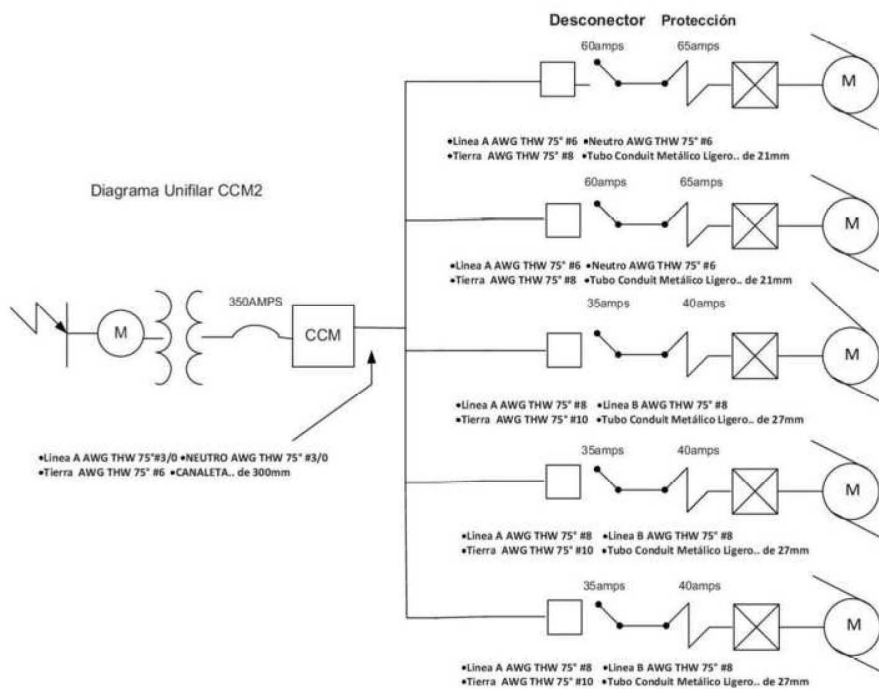 Desconector Protección
60amps 65amps
M
•Linea A AWG THW 75° #6 •Neutro AWG THW 75° #6
•Tierra AWG THW 75° #8 •Tubo Conduit Metálico Ligero.. de 21mm
Diagrama Unifilar CCM2
60amps 65amps
M
•Linea A AWG THW 75° #6 •Neutro AWG THW 75° #6
•Tierra AWG THW 75° #8 •Tubo Conduit Metálico Ligero.. de 21mm
350AMPS
M
CCM
35amps 40amps
M
•Linea A AWG THW 75° #8 •Linea B AWG THW 75° #8
•Tierra AWG THW 75° #10 •Tubo Conduit Metálico Ligero.. de 27mm
•Linea A AWG THW 75°#3/0 •NEUTRO AWG THW 75° #3/0
•Tierra AWG THW 75° #6 •CANALETA.. de 300mm
35amps 40amps
M
•Linea A AWG THW 75° #8 •Linea B AWG THW 75° #8
•Tierra AWG THW 75° #10 •Tubo Conduit Metálico Ligero.. de 27mm
35amps 40amps
M
•Linea A AWG THW 75° #8 •Linea B AWG THW 75° #8
•Tierra AWG THW 75° #10 •Tubo Conduit Metálico Ligero.. de 27mm